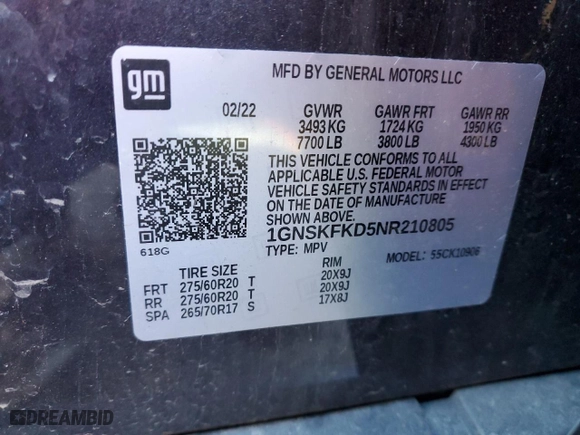 gm
MFD BY GENERAL MOTORS LLC
02/22 GVWR GAWR FRT GAWR RR
3493 KG 1724 KG 1950 KG
7700 LB 3800 LB 4300 LB
THIS VEHICLE CONFORMS TO ALL
APPLICABLE U.S. FEDERAL MOTOR
VEHICLE SAFETY STANDARDS IN EFFECT
ON THE DATE OF MANUFACTURE
SHOWN ABOVE.
1GNSKFKD5NR210805
618G TYPE: MPV MODEL: 55CK10906
TIRE SIZE RIM
FRT 275/60R20 T 20X9J
RR 275/60R20 T 20X9J
SPA 265/70R17 S 17X8J
DREAMBID